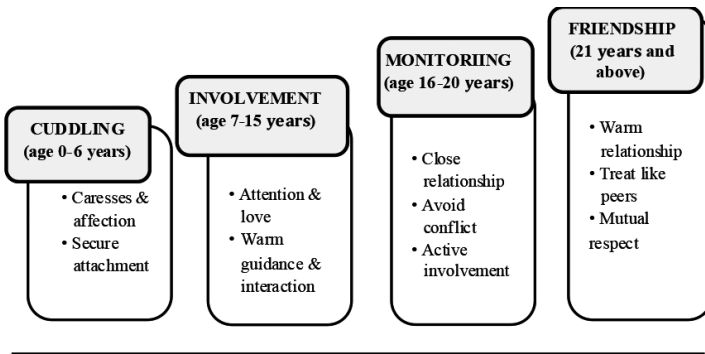 CUDDLING
(age 0-6 years)
• Caresses &
affection
• Secure
attachment
INVOLVEMENT
(age 7-15 years)
• Attention &
love
• Warm
guidance &
interaction
MONITORIING
(age 16-20 years)
• Close
relationship
• Avoid
conflict
• Active
involvement
FRIENDSHIP
(21 years and
above)
• Warm
relationship
• Treat like
peers
• Mutual
respect